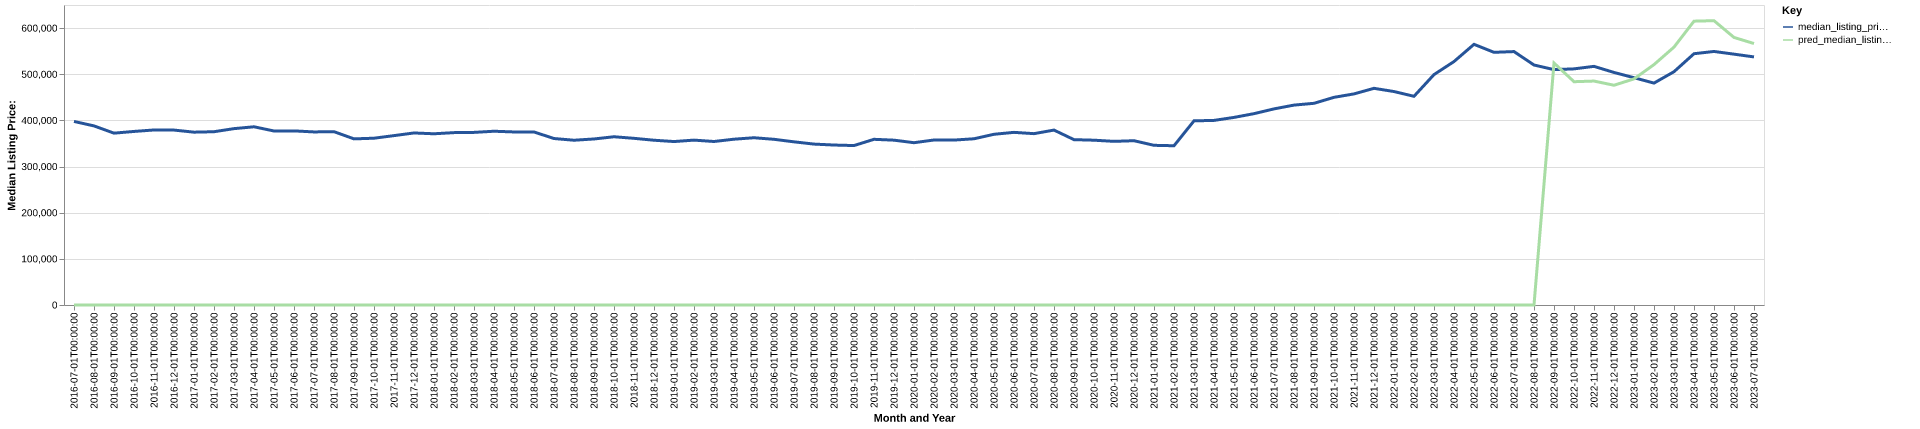 Key
median_listing_pri…
pred_median_listin…
Median Listing Price:
600,000
500,000
400,000
300,000
200,000
100,000
0
2016-07-01T00:00:00
2016-08-01T00:00:00
2016-09-01T00:00:00
2016-10-01T00:00:00
2016-11-01T00:00:00
2016-12-01T00:00:00
2017-01-01T00:00:00
2017-02-01T00:00:00
2017-03-01T00:00:00
2017-04-01T00:00:00
2017-05-01T00:00:00
2017-06-01T00:00:00
2017-07-01T00:00:00
2017-08-01T00:00:00
2017-09-01T00:00:00
2017-10-01T00:00:00
2017-11-01T00:00:00
2017-12-01T00:00:00
2018-01-01T00:00:00
2018-02-01T00:00:00
2018-03-01T00:00:00
2018-04-01T00:00:00
2018-05-01T00:00:00
2018-06-01T00:00:00
2018-07-01T00:00:00
2018-08-01T00:00:00
2018-09-01T00:00:00
2018-10-01T00:00:00
2018-11-01T00:00:00
2018-12-01T00:00:00
2019-01-01T00:00:00
2019-02-01T00:00:00
2019-03-01T00:00:00
2019-04-01T00:00:00
2019-05-01T00:00:00
2019-06-01T00:00:00
2019-07-01T00:00:00
2019-08-01T00:00:00
2019-09-01T00:00:00
2019-10-01T00:00:00
2019-11-01T00:00:00
2019-12-01T00:00:00
2020-01-01T00:00:00
2020-02-01T00:00:00
2020-03-01T00:00:00
2020-04-01T00:00:00
2020-05-01T00:00:00
2020-06-01T00:00:00
2020-07-01T00:00:00
2020-08-01T00:00:00
2020-09-01T00:00:00
2020-10-01T00:00:00
2020-11-01T00:00:00
2020-12-01T00:00:00
2021-01-01T00:00:00
2021-02-01T00:00:00
2021-03-01T00:00:00
2021-04-01T00:00:00
2021-05-01T00:00:00
2021-06-01T00:00:00
2021-07-01T00:00:00
2021-08-01T00:00:00
2021-09-01T00:00:00
2021-10-01T00:00:00
2021-11-01T00:00:00
2021-12-01T00:00:00
2022-01-01T00:00:00
2022-02-01T00:00:00
2022-03-01T00:00:00
2022-04-01T00:00:00
2022-05-01T00:00:00
2022-06-01T00:00:00
2022-07-01T00:00:00
2022-08-01T00:00:00
2022-09-01T00:00:00
2022-10-01T00:00:00
2022-11-01T00:00:00
2022-12-01T00:00:00
2023-01-01T00:00:00
2023-02-01T00:00:00
2023-03-01T00:00:00
2023-04-01T00:00:00
2023-05-01T00:00:00
2023-06-01T00:00:00
2023-07-01T00:00:00
Month and Year